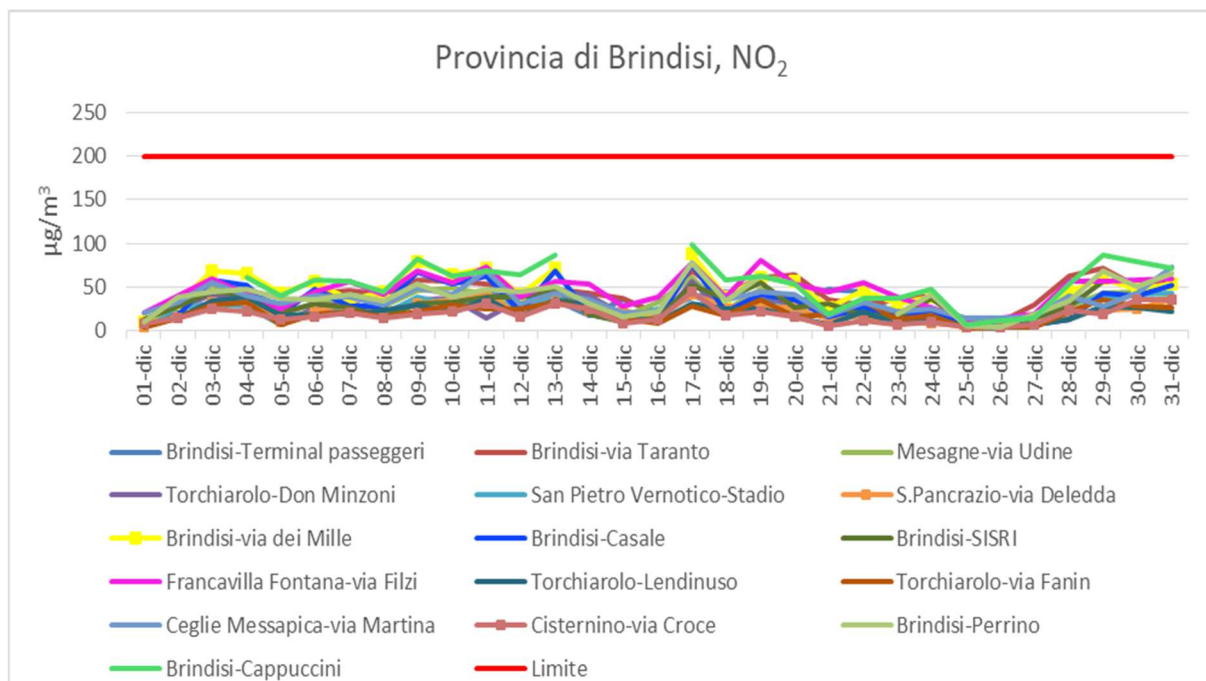 Provincia di Brindisi, NO₂
µg/m³
250
200
150
100
50
0
01-dic
02-dic
03-dic
04-dic
05-dic
06-dic
07-dic
08-dic
09-dic
10-dic
11-dic
12-dic
13-dic
14-dic
15-dic
16-dic
17-dic
18-dic
19-dic
20-dic
21-dic
22-dic
23-dic
24-dic
25-dic
26-dic
27-dic
28-dic
29-dic
30-dic
31-dic
Brindisi-Terminal passeggeri Brindisi-via Taranto Mesagne-via Udine
Torchiarolo-Don Minzoni San Pietro Vernotico-Stadio S.Pancrazio-via Deledda
Brindisi-via dei Mille Brindisi-Casale Brindisi-SISRI
Francavilla Fontana-via Filzi Torchiarolo-Lendinuso Torchiarolo-via Fanin
Ceglie Messapica-via Martina Cisternino-via Croce Brindisi-Perrino
Brindisi-Cappuccini Limite